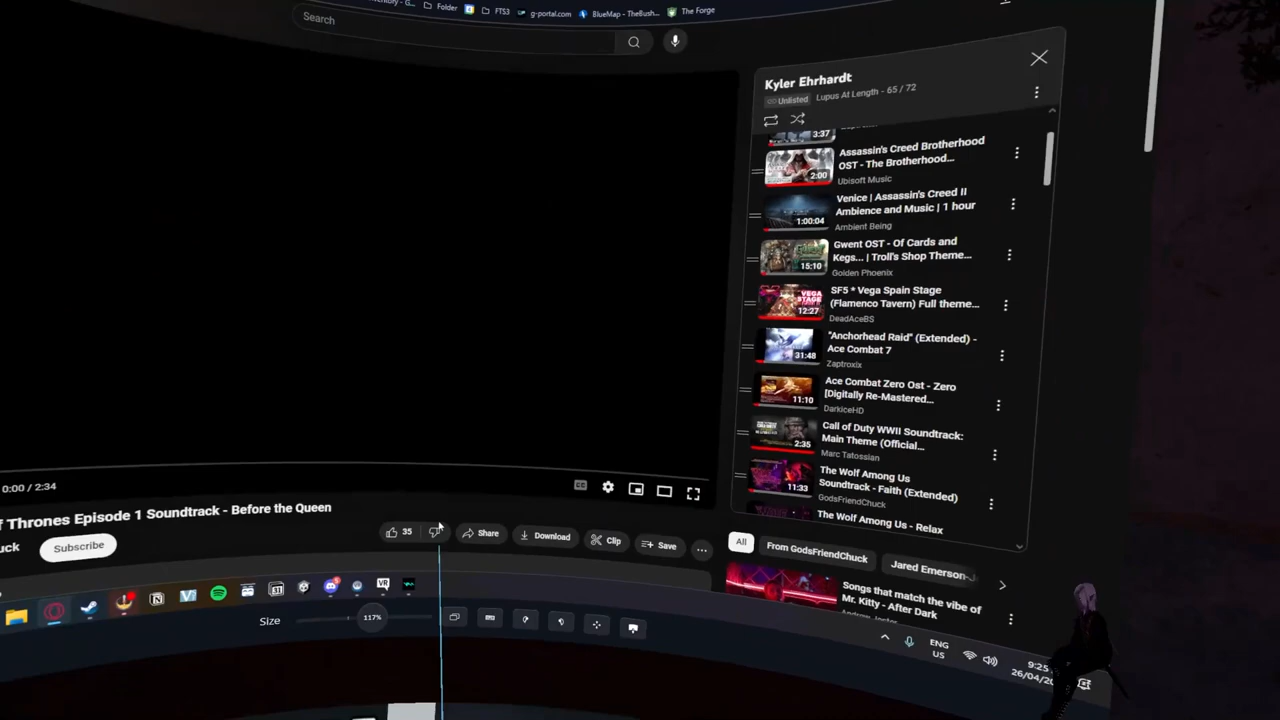 Folder
FTS3
g-portal.com
BlueMap - TheBush...
The Forge
Search
Kyler Ehrhardt
Unlisted
Lupus At Length - 65 / 72
3:37
Assassin's Creed Brotherhood
OST - The Brotherhood...
2:00
Ubisoft Music
Venice | Assassin's Creed II
Ambience and Music | 1 hour
1:00:04
Ambient Being
Gwent OST - Of Cards and
Kegs... | Troll's Shop Theme...
15:10
Golden Phoenix
SF5 * Vega Spain Stage
(Flamenco Tavern) Full theme...
VEGA
STAGE
12:27
DeadAceBS
"Anchorhead Raid" (Extended) -
Ace Combat 7
31:48
Zaptroxix
Ace Combat Zero Ost - Zero
[Digitally Re-Mastered...
11:10
DarkiceHD
Call of Duty WWII Soundtrack:
Main Theme (Official...
2:35
Marc Tatossian
The Wolf Among Us
Soundtrack - Faith (Extended)
11:33
GodsFriendChuck
The Wolf Among Us - Relax
0:00 / 2:34
CC
f Thrones Episode 1 Soundtrack - Before the Queen
uck
Subscribe
35
Share
Download
Clip
Save
All
From GodsFriendChuck
Jared Emerson-J
Songs that match the vibe of
Mr. Kitty - After Dark
VR
31
Size
117%
ENG
US
9:25
26/04/20